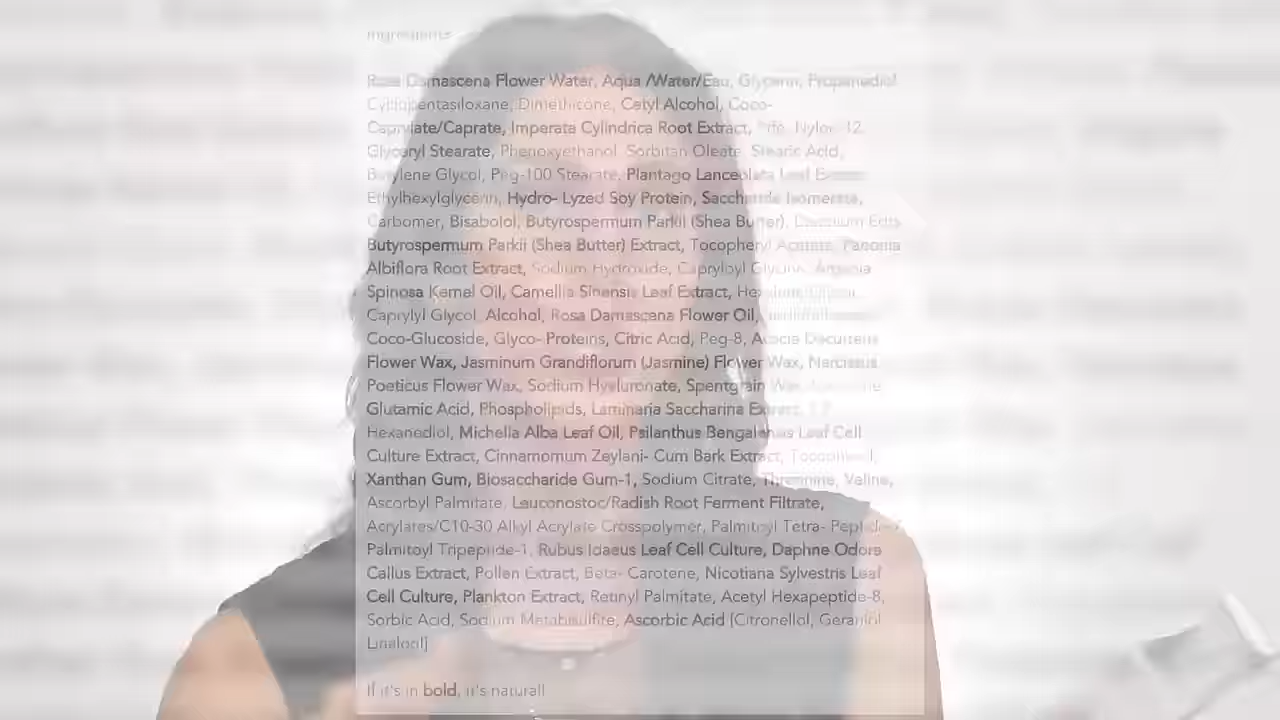 Ingredients
Rosa Damascena Flower Water, Aqua /Water/Eau, Glycerin, Propanediol
Cyclopentasiloxane, Dimethicone, Cetyl Alcohol, Coco-
Caprylate/Caprate, Imperata Cylindrica Root Extract, Ptfe, Nylon-12,
Glyceryl Stearate, Phenoxyethanol, Sorbitan Oleate, Stearic Acid,
Butylene Glycol, Peg-100 Stearate, Plantago Lanceolata Leaf Extract
Ethylhexylglycerin, Hydro- Lyzed Soy Protein, Saccharide Isomerate,
Carbomer, Bisabolol, Butyrospermum Parkii (Shea Butter), Disodium Edta
Butyrospermum Parkii (Shea Butter) Extract, Tocopheryl Acetate, Paeonia
Albiflora Root Extract, Sodium Hydroxide, Capryloyl Glycine, Argania
Spinosa Kernel Oil, Camellia Sinensis Leaf Extract,
Caprylyl Glycol, Alcohol, Rosa Damascena Flower Oil,
Coco-Glucoside, Glyco- Proteins, Citric Acid, Peg-8, Acacia Decurrens
Flower Wax, Jasminum Grandiflorum (Jasmine) Flower Wax, Narcissus
Poeticus Flower Wax, Sodium Hyaluronate, Spentgrain Wax,
Glutamic Acid, Phospholipids, Laminaria Saccharina Extract, 1,2
Hexanediol, Michelia Alba Leaf Oil, Psilanthus Bengalensis Leaf Cell
Culture Extract, Cinnamomum Zeylani- Cum Bark Extract, Tocopherol,
Xanthan Gum, Biosaccharide Gum-1, Sodium Citrate, Threonine, Valine,
Ascorbyl Palmitate, Leuconostoc/Radish Root Ferment Filtrate,
Acrylates/C10-30 Alkyl Acrylate Crosspolymer, Palmitoyl Tetra- Peptide-7
Palmitoyl Tripeptide-1, Rubus Idaeus Leaf Cell Culture, Daphne Odora
Callus Extract, Pollen Extract, Beta- Carotene, Nicotiana Sylvestris Leaf
Cell Culture, Plankton Extract, Retinyl Palmitate, Acetyl Hexapeptide-8,
Sorbic Acid, Sodium Metabisulfite, Ascorbic Acid [Citronellol, Geraniol
Linalool]
If it's in bold, it's natural!